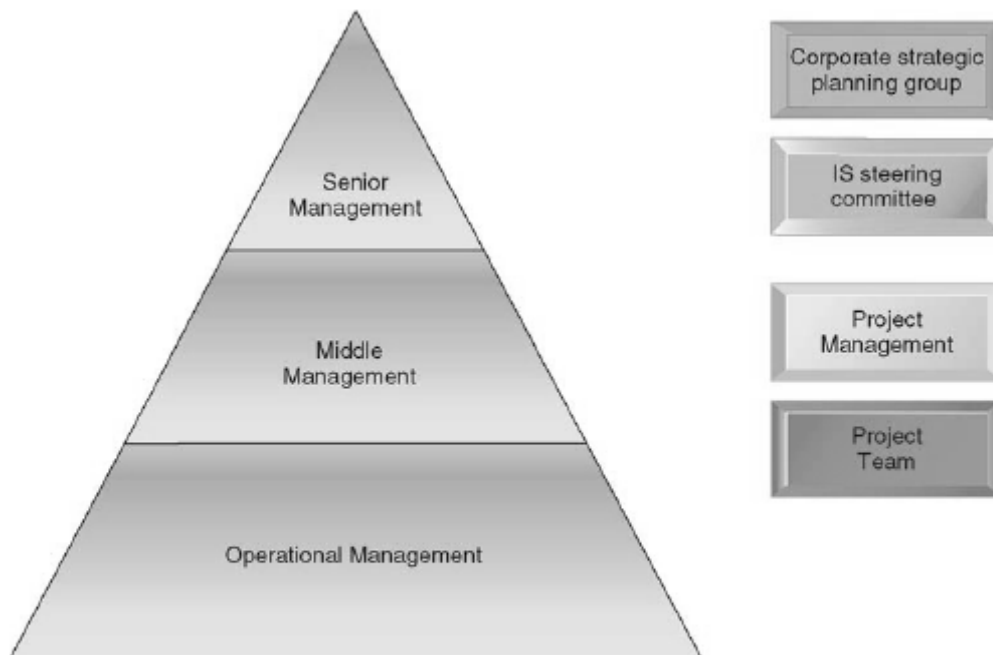 Senior
Management
Middle
Management
Operational Management
Corporate strategic
planning group
IS steering
committee
Project
Management
Project
Team